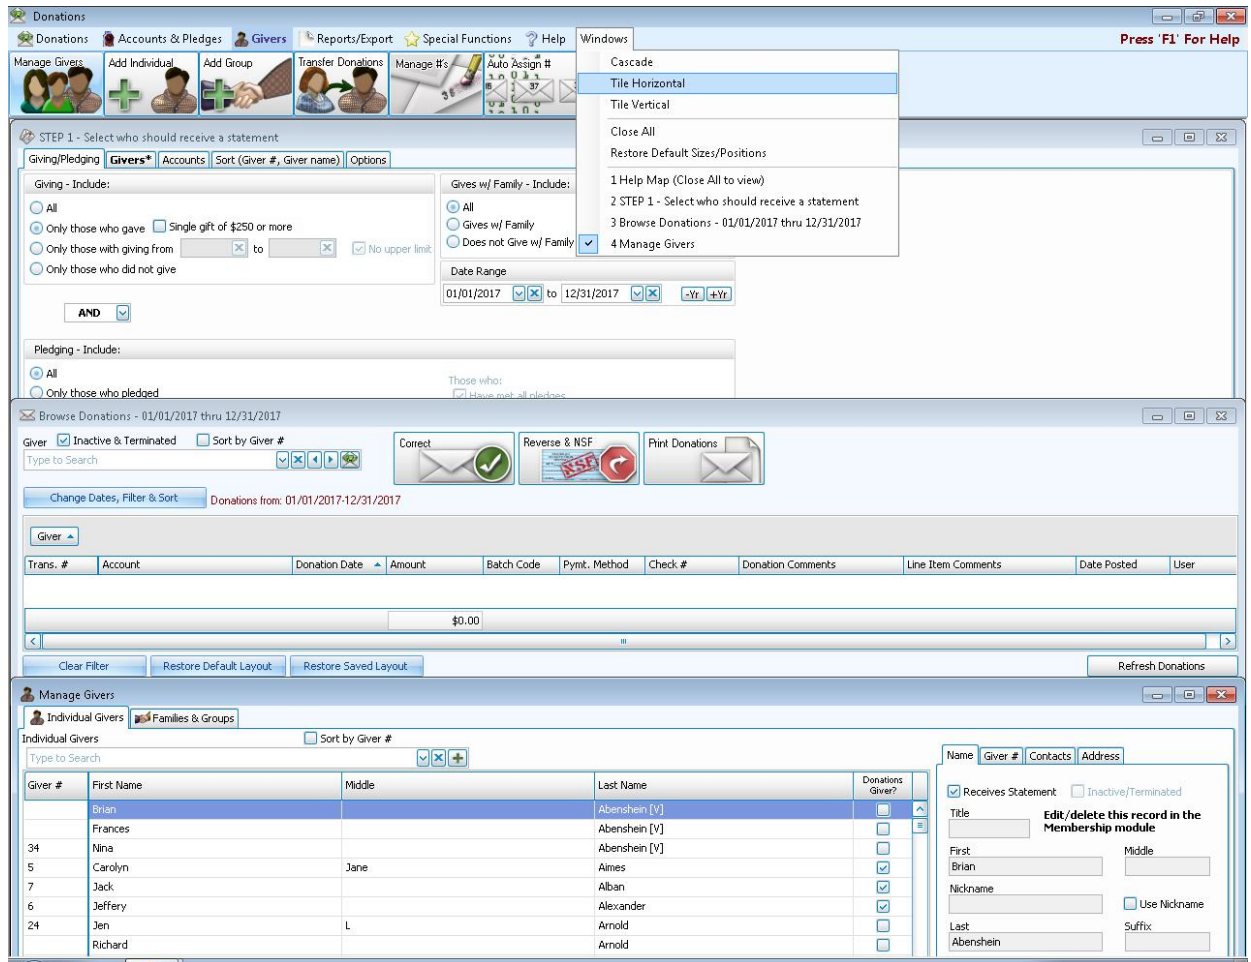 Donations
Donations Accounts & Pledges Givers Reports/Export Special Functions Help Windows Press 'F1' For Help
Manage Givers Add Individual Add Group Transfer Donations Manage #'s Auto Assign #
Cascade
Tile Horizontal
Tile Vertical
Close All
Restore Default Sizes/Positions
1 Help Map (Close All to view)
2 STEP 1 - Select who should receive a statement
3 Browse Donations - 01/01/2017 thru 12/31/2017
4 Manage Givers
STEP 1 - Select who should receive a statement
Giving/Pledging Givers* Accounts Sort (Giver #, Giver name) Options
Giving - Include:
All
Only those who gave Single gift of $250 or more
Only those with giving from to No upper limit
Only those who did not give
Gives w/ Family - Include:
All
Gives w/ Family
Does not Give w/ Family
Date Range
01/01/2017 to 12/31/2017 -Yr +Yr
AND
Pledging - Include:
All
Only those who pledged
Those who:
Have met all pledges
Browse Donations - 01/01/2017 thru 12/31/2017
Giver Inactive & Terminated Sort by Giver #
Type to Search
Correct Reverse & NSF Print Donations
NSF
Change Dates, Filter & Sort Donations from: 01/01/2017-12/31/2017
Giver
Trans. # Account Donation Date Amount Batch Code Pymt. Method Check # Donation Comments Line Item Comments Date Posted User
$0.00
Clear Filter Restore Default Layout Restore Saved Layout Refresh Donations
Manage Givers
Individual Givers Families & Groups
Individual Givers Sort by Giver #
Type to Search
Giver # First Name Middle Last Name Donations Giver?
Brian Abenshein [V]
Frances Abenshein [V]
34 Nina Abenshein [V]
5 Carolyn Jane Aimes
7 Jack Alban
6 Jeffery Alexander
24 Jen L Arnold
Richard Arnold
Name Giver # Contacts Address
Receives Statement Inactive/Terminated
Title Edit/delete this record in the
Membership module
First Middle
Brian
Nickname
Use Nickname
Last Suffix
Abenshein